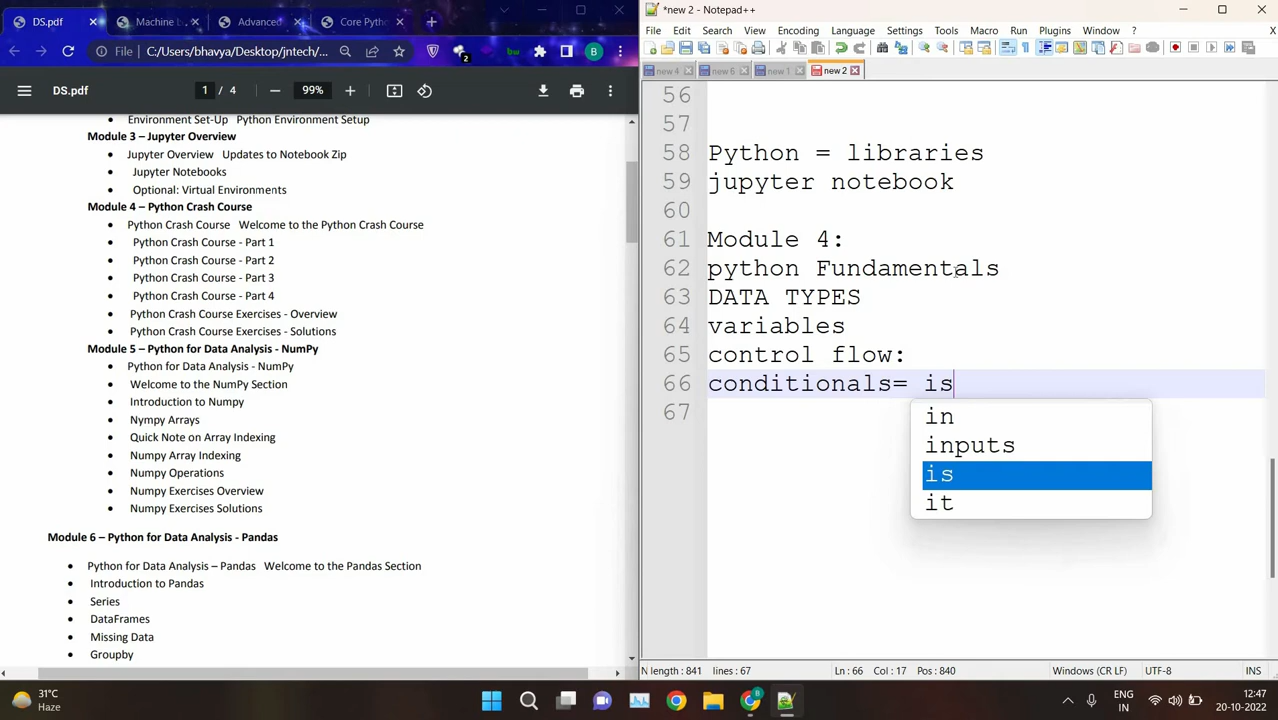 DS.pdf
Machine b
Advanced
Core Pytho
*new 2 - Notepad++
File
C:/Users/bhavya/Desktop/jntech/...
2
B
File Edit Search View Encoding Language Settings Tools Macro Run Plugins Window ?
new 4
new 6
new 1
new 2
DS.pdf
1 / 4
99%
Environment Set-Up Python Environment Setup
Module 3 – Jupyter Overview
Jupyter Overview Updates to Notebook Zip
Jupyter Notebooks
Optional: Virtual Environments
Module 4 – Python Crash Course
Python Crash Course Welcome to the Python Crash Course
Python Crash Course - Part 1
Python Crash Course - Part 2
Python Crash Course - Part 3
Python Crash Course - Part 4
Python Crash Course Exercises - Overview
Python Crash Course Exercises - Solutions
Module 5 – Python for Data Analysis - NumPy
Python for Data Analysis - NumPy
Welcome to the NumPy Section
Introduction to Numpy
Nympy Arrays
Quick Note on Array Indexing
Numpy Array Indexing
Numpy Operations
Numpy Exercises Overview
Numpy Exercises Solutions
Module 6 – Python for Data Analysis - Pandas
Python for Data Analysis – Pandas Welcome to the Pandas Section
Introduction to Pandas
Series
DataFrames
Missing Data
Groupby
56
57
58 Python = libraries
59 jupyter notebook
60
61 Module 4:
62 python Fundamentals
63 DATA TYPES
64 variables
65 control flow:
66 conditionals= is
67
in
inputs
is
it
N length : 841 lines : 67
Ln : 66 Col : 17 Pos : 840
Windows (CR LF)
UTF-8
INS
31°C
Haze
B
ENG
IN
12:47
20-10-2022